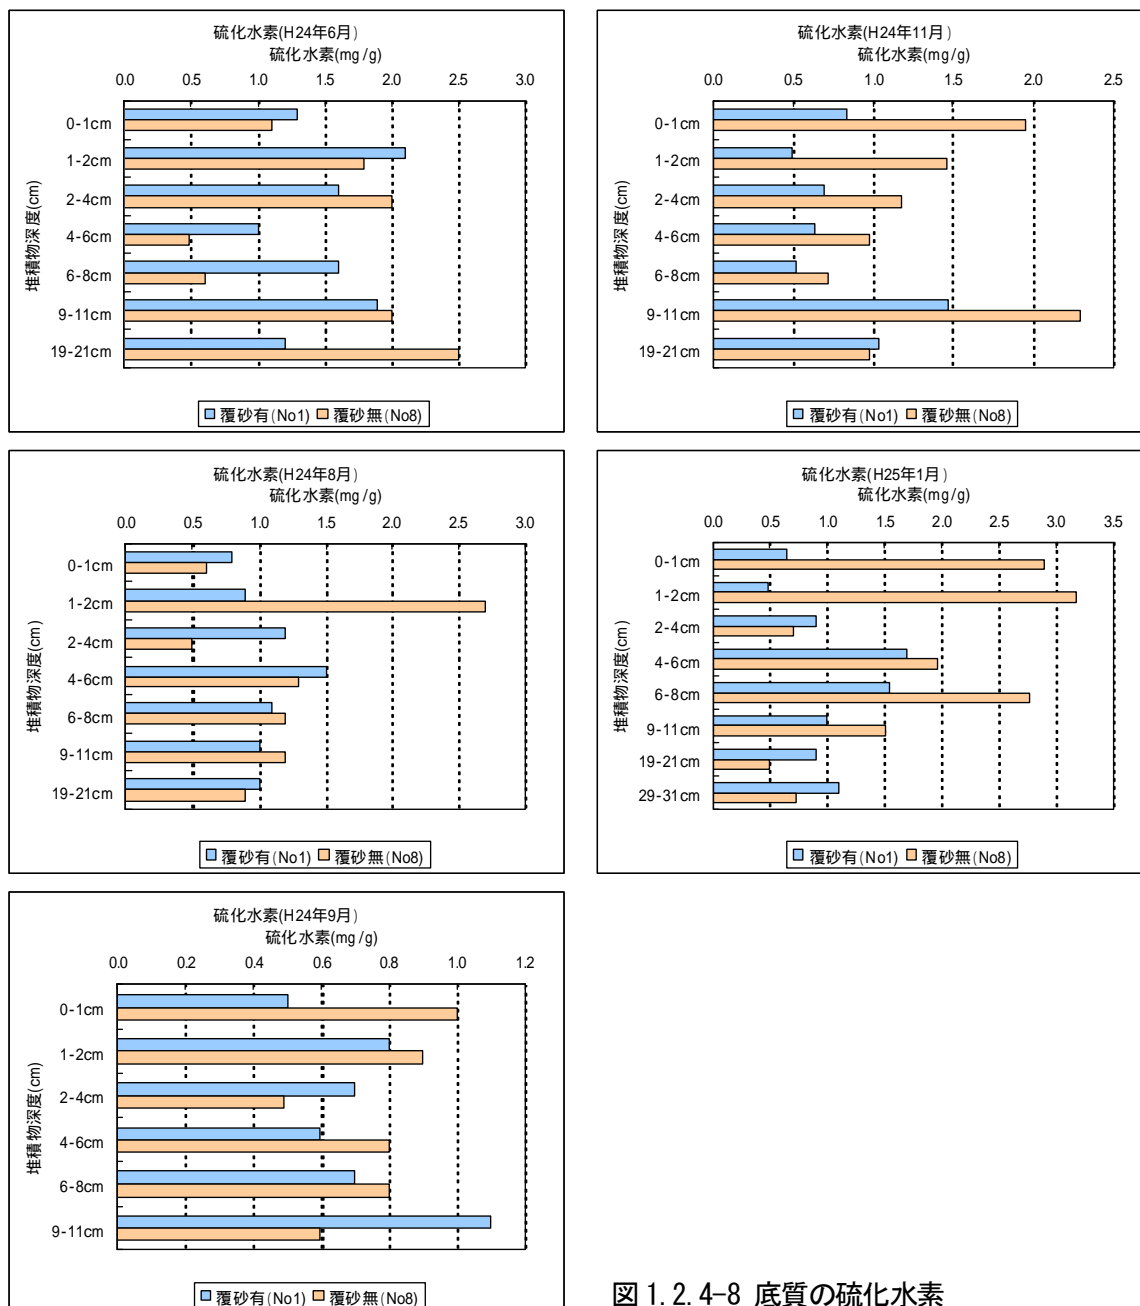 硫化水素(H24年6月)
硫化水素(mg/g)
0.0 0.5 1.0 1.5 2.0 2.5 3.0
堆積物深度(cm)
0-1cm
1-2cm
2-4cm
4-6cm
6-8cm
9-11cm
19-21cm
覆砂有(No1) 覆砂無(No8)
硫化水素(H24年11月)
硫化水素(mg/g)
0.0 0.5 1.0 1.5 2.0 2.5
堆積物深度(cm)
0-1cm
1-2cm
2-4cm
4-6cm
6-8cm
9-11cm
19-21cm
覆砂有(No1) 覆砂無(No8)
硫化水素(H24年8月)
硫化水素(mg/g)
0.0 0.5 1.0 1.5 2.0 2.5 3.0
堆積物深度(cm)
0-1cm
1-2cm
2-4cm
4-6cm
6-8cm
9-11cm
19-21cm
覆砂有(No1) 覆砂無(No8)
硫化水素(H25年1月)
硫化水素(mg/g)
0.0 0.5 1.0 1.5 2.0 2.5 3.0 3.5
堆積物深度(cm)
0-1cm
1-2cm
2-4cm
4-6cm
6-8cm
9-11cm
19-21cm
29-31cm
覆砂有(No1) 覆砂無(No8)
硫化水素(H24年9月)
硫化水素(mg/g)
0.0 0.2 0.4 0.6 0.8 1.0 1.2
堆積物深度(cm)
0-1cm
1-2cm
2-4cm
4-6cm
6-8cm
9-11cm
覆砂有(No1) 覆砂無(No8)
図 1.2.4-8 底質の硫化水素